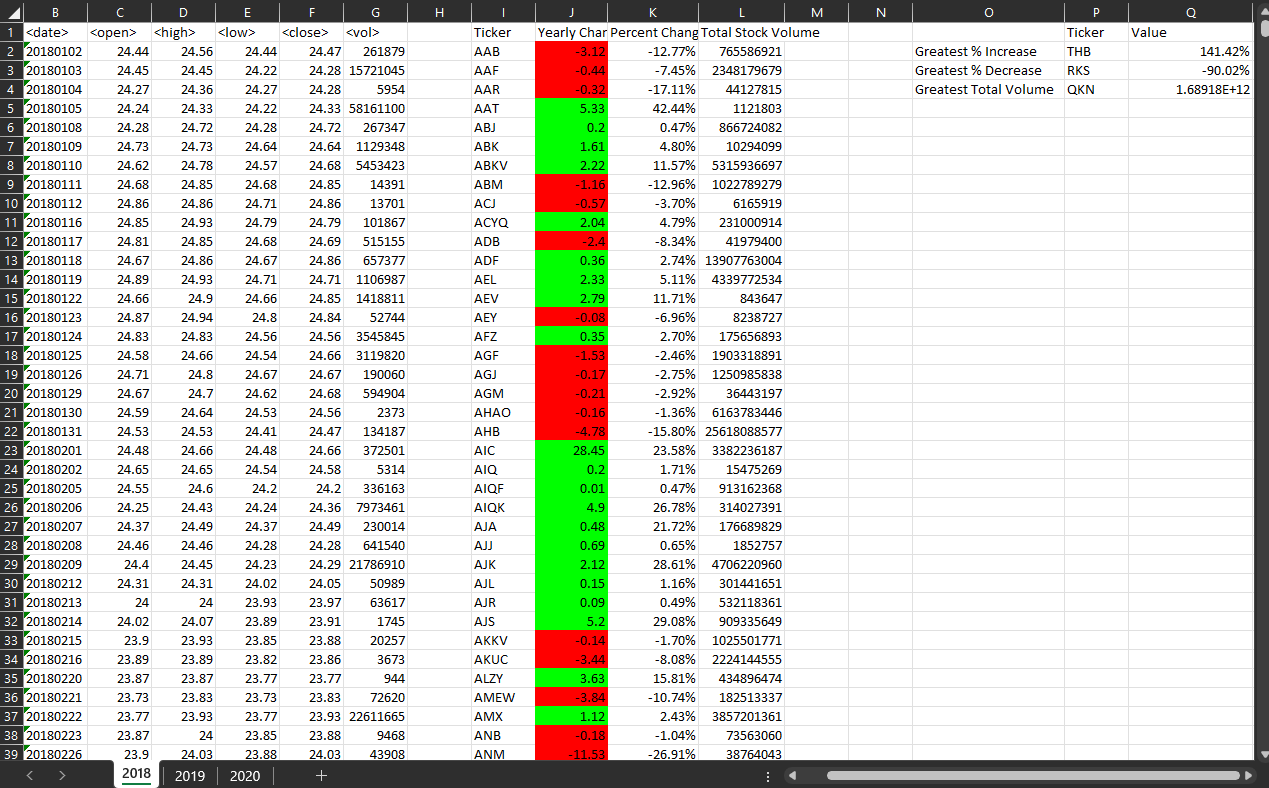 B C D E F G H I J K L M N O P Q
1 <date> <open> <high> <low> <close> <vol> Ticker Yearly Char Percent Chang Total Stock Volume Ticker Value
2 20180102 24.44 24.56 24.44 24.47 261879 AAB -3.12 -12.77% 765586921 Greatest % Increase THB 141.42%
3 20180103 24.45 24.45 24.22 24.28 15721045 AAF -0.44 -7.45% 2348179679 Greatest % Decrease RKS -90.02%
4 20180104 24.27 24.36 24.27 24.28 5954 AAR -0.32 -17.11% 44127815 Greatest Total Volume QKN 1.68918E+12
5 20180105 24.24 24.33 24.22 24.33 58161100 AAT 5.33 42.44% 1121803
6 20180108 24.28 24.72 24.28 24.72 267347 ABJ 0.2 0.47% 866724082
7 20180109 24.73 24.73 24.64 24.64 1129348 ABK 1.61 4.80% 10294099
8 20180110 24.62 24.78 24.57 24.68 5453423 ABKV 2.22 11.57% 5315936697
9 20180111 24.68 24.85 24.68 24.85 14391 ABM -1.16 -12.96% 1022789279
10 20180112 24.86 24.86 24.71 24.86 13701 ACJ -0.57 -3.70% 6165919
11 20180116 24.85 24.93 24.79 24.79 101867 ACYQ 2.04 4.79% 231000914
12 20180117 24.81 24.85 24.68 24.69 515155 ADB -2.4 -8.34% 41979400
13 20180118 24.67 24.86 24.67 24.86 657377 ADF 0.36 2.74% 13907763004
14 20180119 24.89 24.93 24.71 24.71 1106987 AEL 2.33 5.11% 4339772534
15 20180122 24.66 24.9 24.66 24.85 1418811 AEV 2.79 11.71% 843647
16 20180123 24.87 24.94 24.8 24.84 52744 AEY -0.08 -6.96% 8238727
17 20180124 24.83 24.83 24.56 24.56 3545845 AFZ 0.35 2.70% 175656893
18 20180125 24.58 24.66 24.54 24.66 3119820 AGF -1.53 -2.46% 1903318891
19 20180126 24.71 24.8 24.67 24.67 190060 AGJ -0.17 -2.75% 1250985838
20 20180129 24.67 24.7 24.62 24.68 594904 AGM -0.21 -2.92% 36443197
21 20180130 24.59 24.64 24.53 24.56 2373 AHAO -0.16 -1.36% 6163783446
22 20180131 24.53 24.53 24.41 24.47 134187 AHB -4.78 -15.80% 25618088577
23 20180201 24.48 24.66 24.48 24.66 372501 AIC 28.45 23.58% 3382236187
24 20180202 24.65 24.65 24.54 24.58 5314 AIQ 0.2 1.71% 15475269
25 20180205 24.55 24.6 24.2 24.2 336163 AIQF 0.01 0.47% 913162368
26 20180206 24.25 24.43 24.24 24.36 7973461 AIQK 4.9 26.78% 314027391
27 20180207 24.37 24.49 24.37 24.49 230014 AJA 0.48 21.72% 176689829
28 20180208 24.46 24.46 24.28 24.28 641540 AJJ 0.69 0.65% 1852757
29 20180209 24.4 24.45 24.23 24.29 21786910 AJK 2.12 28.61% 4706220960
30 20180212 24.31 24.31 24.02 24.05 50989 AJL 0.15 1.16% 301441651
31 20180213 24 24 23.93 23.97 63617 AJR 0.09 0.49% 532118361
32 20180214 24.02 24.07 23.89 23.91 1745 AJS 5.2 29.08% 909335649
33 20180215 23.9 23.93 23.85 23.88 20257 AKKV -0.14 -1.70% 1025501771
34 20180216 23.89 23.89 23.82 23.86 3673 AKUC -3.44 -8.08% 2224144555
35 20180220 23.87 23.87 23.77 23.77 944 ALZY 3.63 15.81% 434896474
36 20180221 23.73 23.83 23.73 23.83 72620 AMEW -3.84 -10.74% 182513337
37 20180222 23.77 23.93 23.77 23.93 22611665 AMX 1.12 2.43% 3857201361
38 20180223 23.87 24 23.85 23.88 9468 ANB -0.18 -1.04% 73563060
39 20180226 23.9 24.03 23.88 24.03 43908 ANM -11.53 -26.91% 38764043
2018 2019 2020